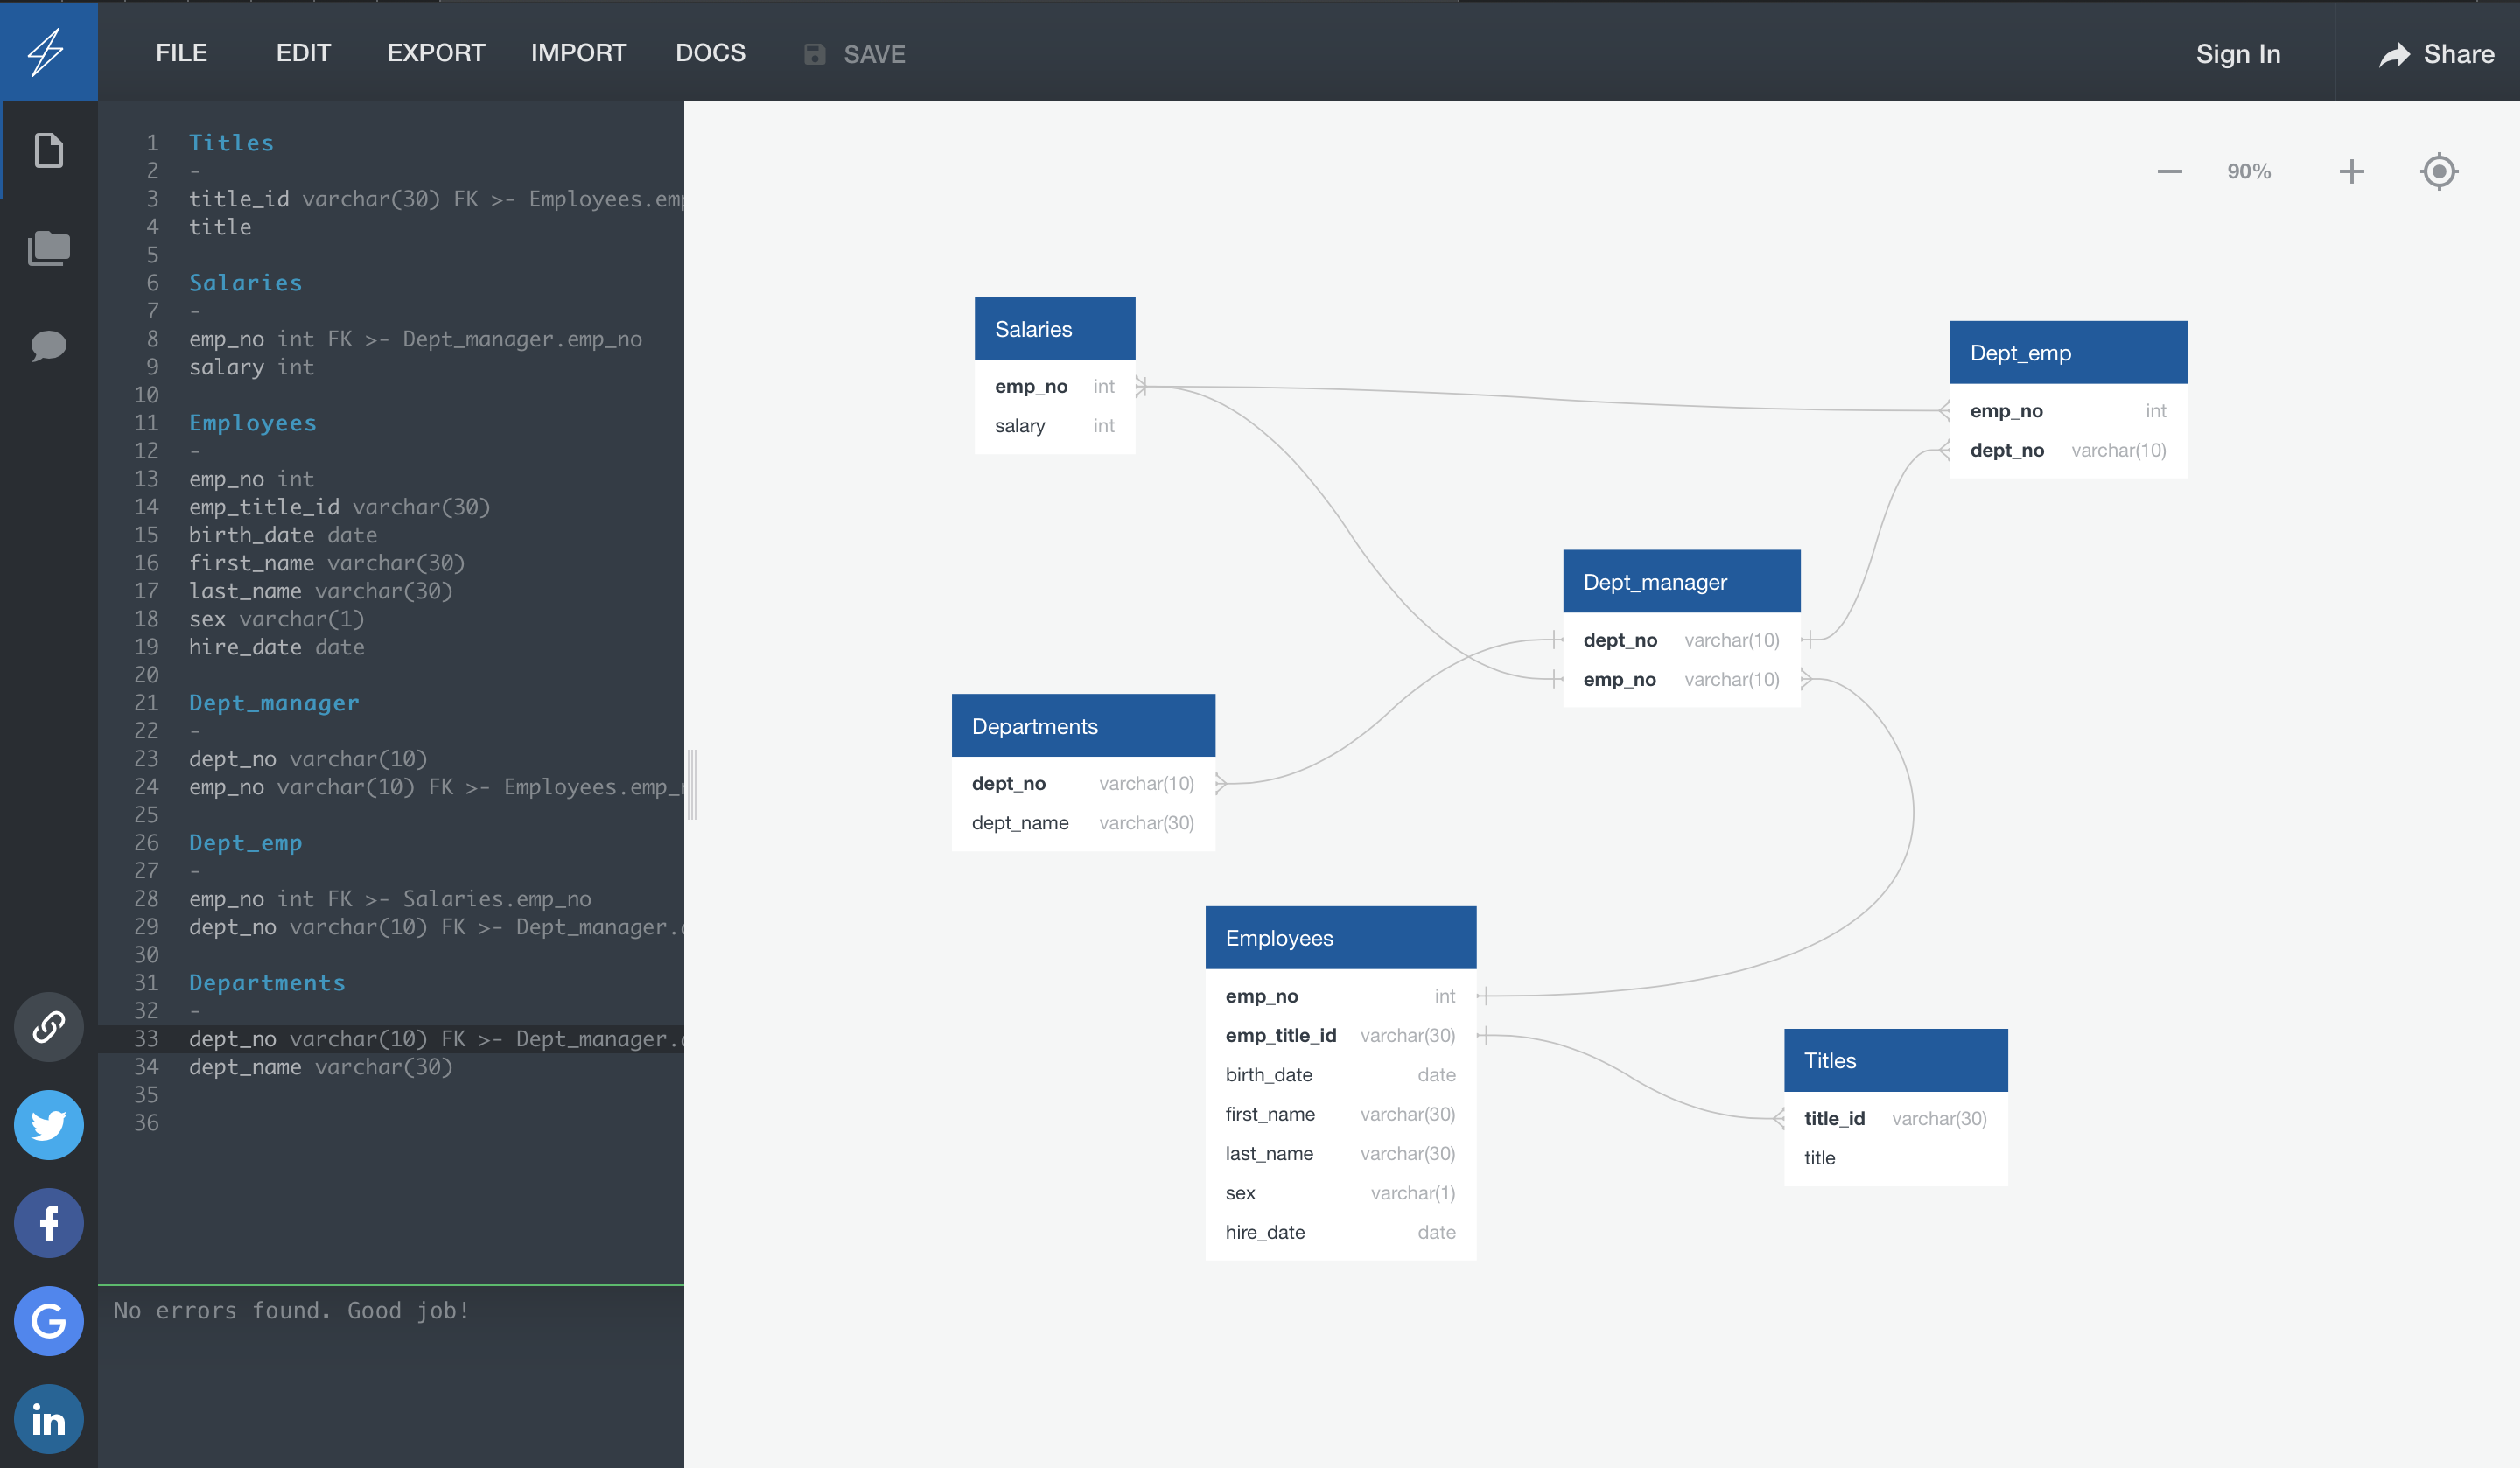 FILE EDIT EXPORT IMPORT DOCS SAVE Sign In Share
1 Titles
2 -
3 title_id varchar(30) FK >- Employees.emp
4 title
5
6 Salaries
7 -
8 emp_no int FK >- Dept_manager.emp_no
9 salary int
10
11 Employees
12 -
13 emp_no int
14 emp_title_id varchar(30)
15 birth_date date
16 first_name varchar(30)
17 last_name varchar(30)
18 sex varchar(1)
19 hire_date date
20
21 Dept_manager
22 -
23 dept_no varchar(10)
24 emp_no varchar(10) FK >- Employees.emp_
25
26 Dept_emp
27 -
28 emp_no int FK >- Salaries.emp_no
29 dept_no varchar(10) FK >- Dept_manager.
30
31 Departments
32 -
33 dept_no varchar(10) FK >- Dept_manager.
34 dept_name varchar(30)
35
36
No errors found. Good job!
90%
Salaries
emp_no int
salary int
Dept_emp
emp_no int
dept_no varchar(10)
Dept_manager
dept_no varchar(10)
emp_no varchar(10)
Departments
dept_no varchar(10)
dept_name varchar(30)
Employees
emp_no int
emp_title_id varchar(30)
birth_date date
first_name varchar(30)
last_name varchar(30)
sex varchar(1)
hire_date date
Titles
title_id varchar(30)
title